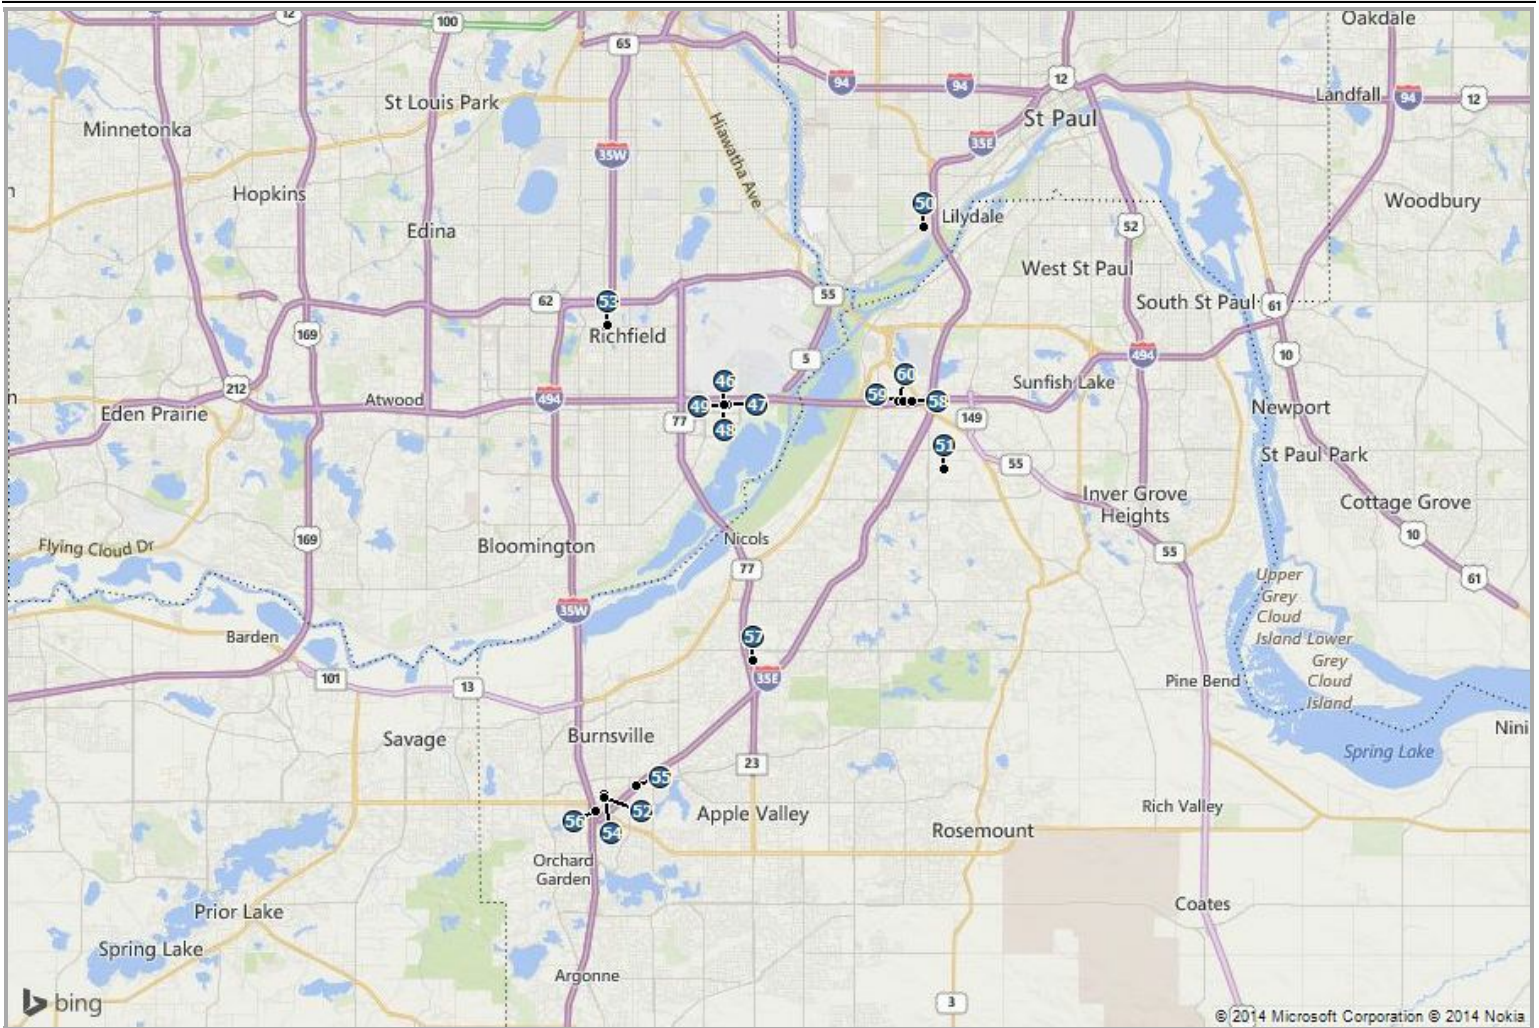 12
100
Oakdale
65
94
94
12
Landfall
94
12
St Louis Park
Minnetonka
Hiawatha Ave
St Paul
35W
35E
Hopkins
Woodbury
50
Lilydale
Edina
52
West St Paul
62
53
55
South St Paul
61
169
Richfield
5
494
10
46
60
Sunfish Lake
212
Atwood
494
49
47
59
58
Eden Prairie
77
48
149
Newport
51
55
St Paul Park
Inver Grove
Heights
Cottage Grove
169
Flying Cloud Dr
Bloomington
Nicols
55
10
77
61
Upper
Grey
Cloud
Island Lower
Grey
Cloud
Island
35W
Barden
57
35E
101
13
Pine Bend
Savage
Burnsville
Nini
Spring Lake
23
55
56
52
54
Apple Valley
Rich Valley
Rosemount
Orchard
Garden
Prior Lake
Coates
Spring Lake
Argonne
bing
3
© 2014 Microsoft Corporation © 2014 Nokia